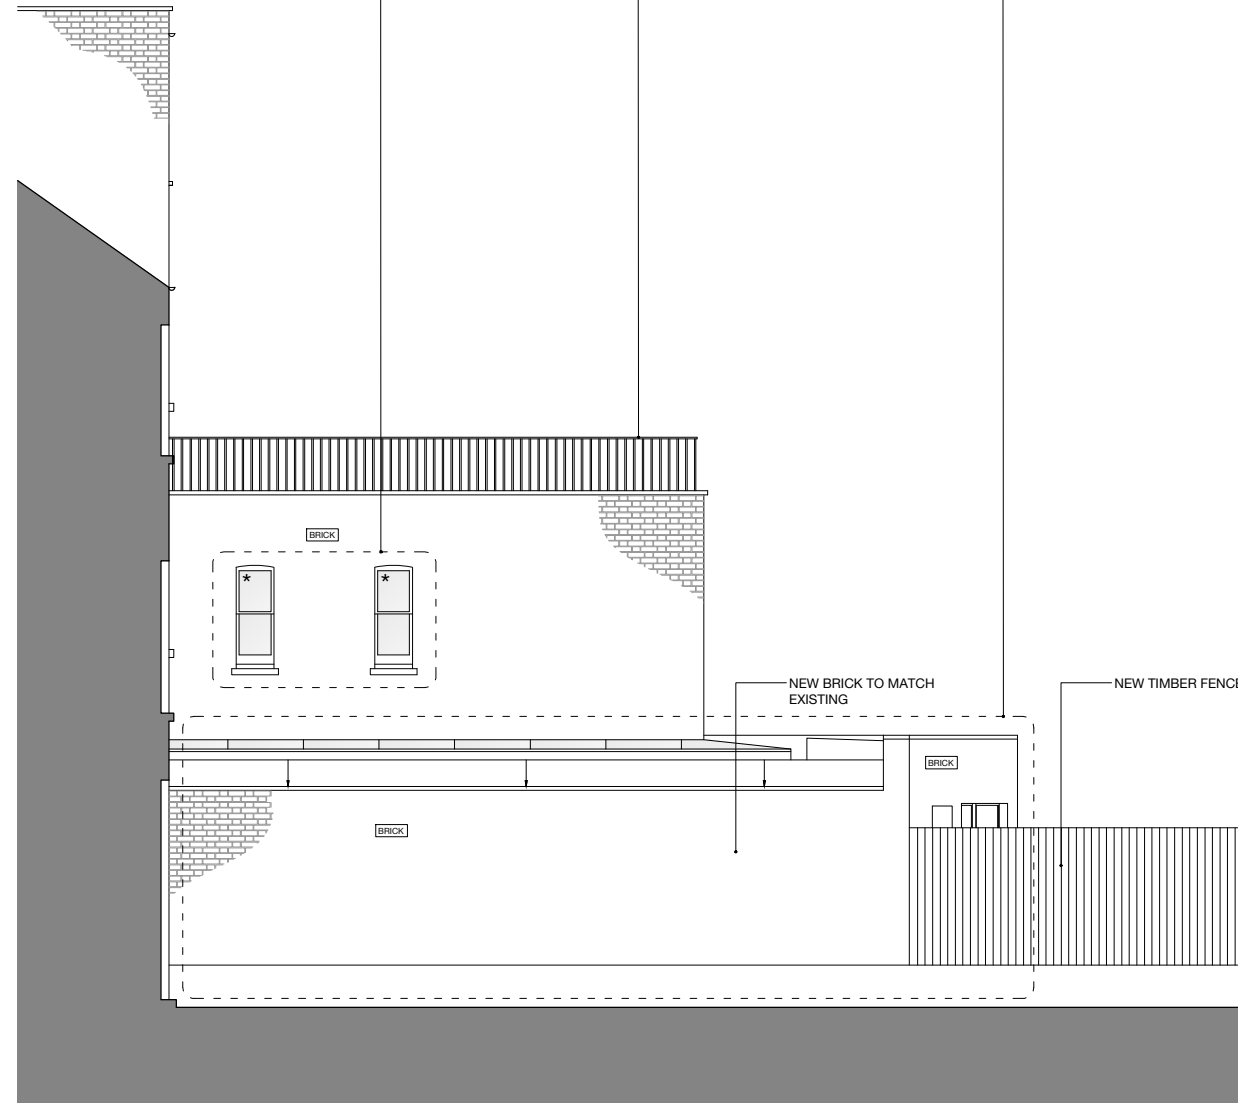 BRICK
*
*
NEW BRICK TO MATCH
EXISTING
NEW TIMBER FENCE
BRICK
BRICK